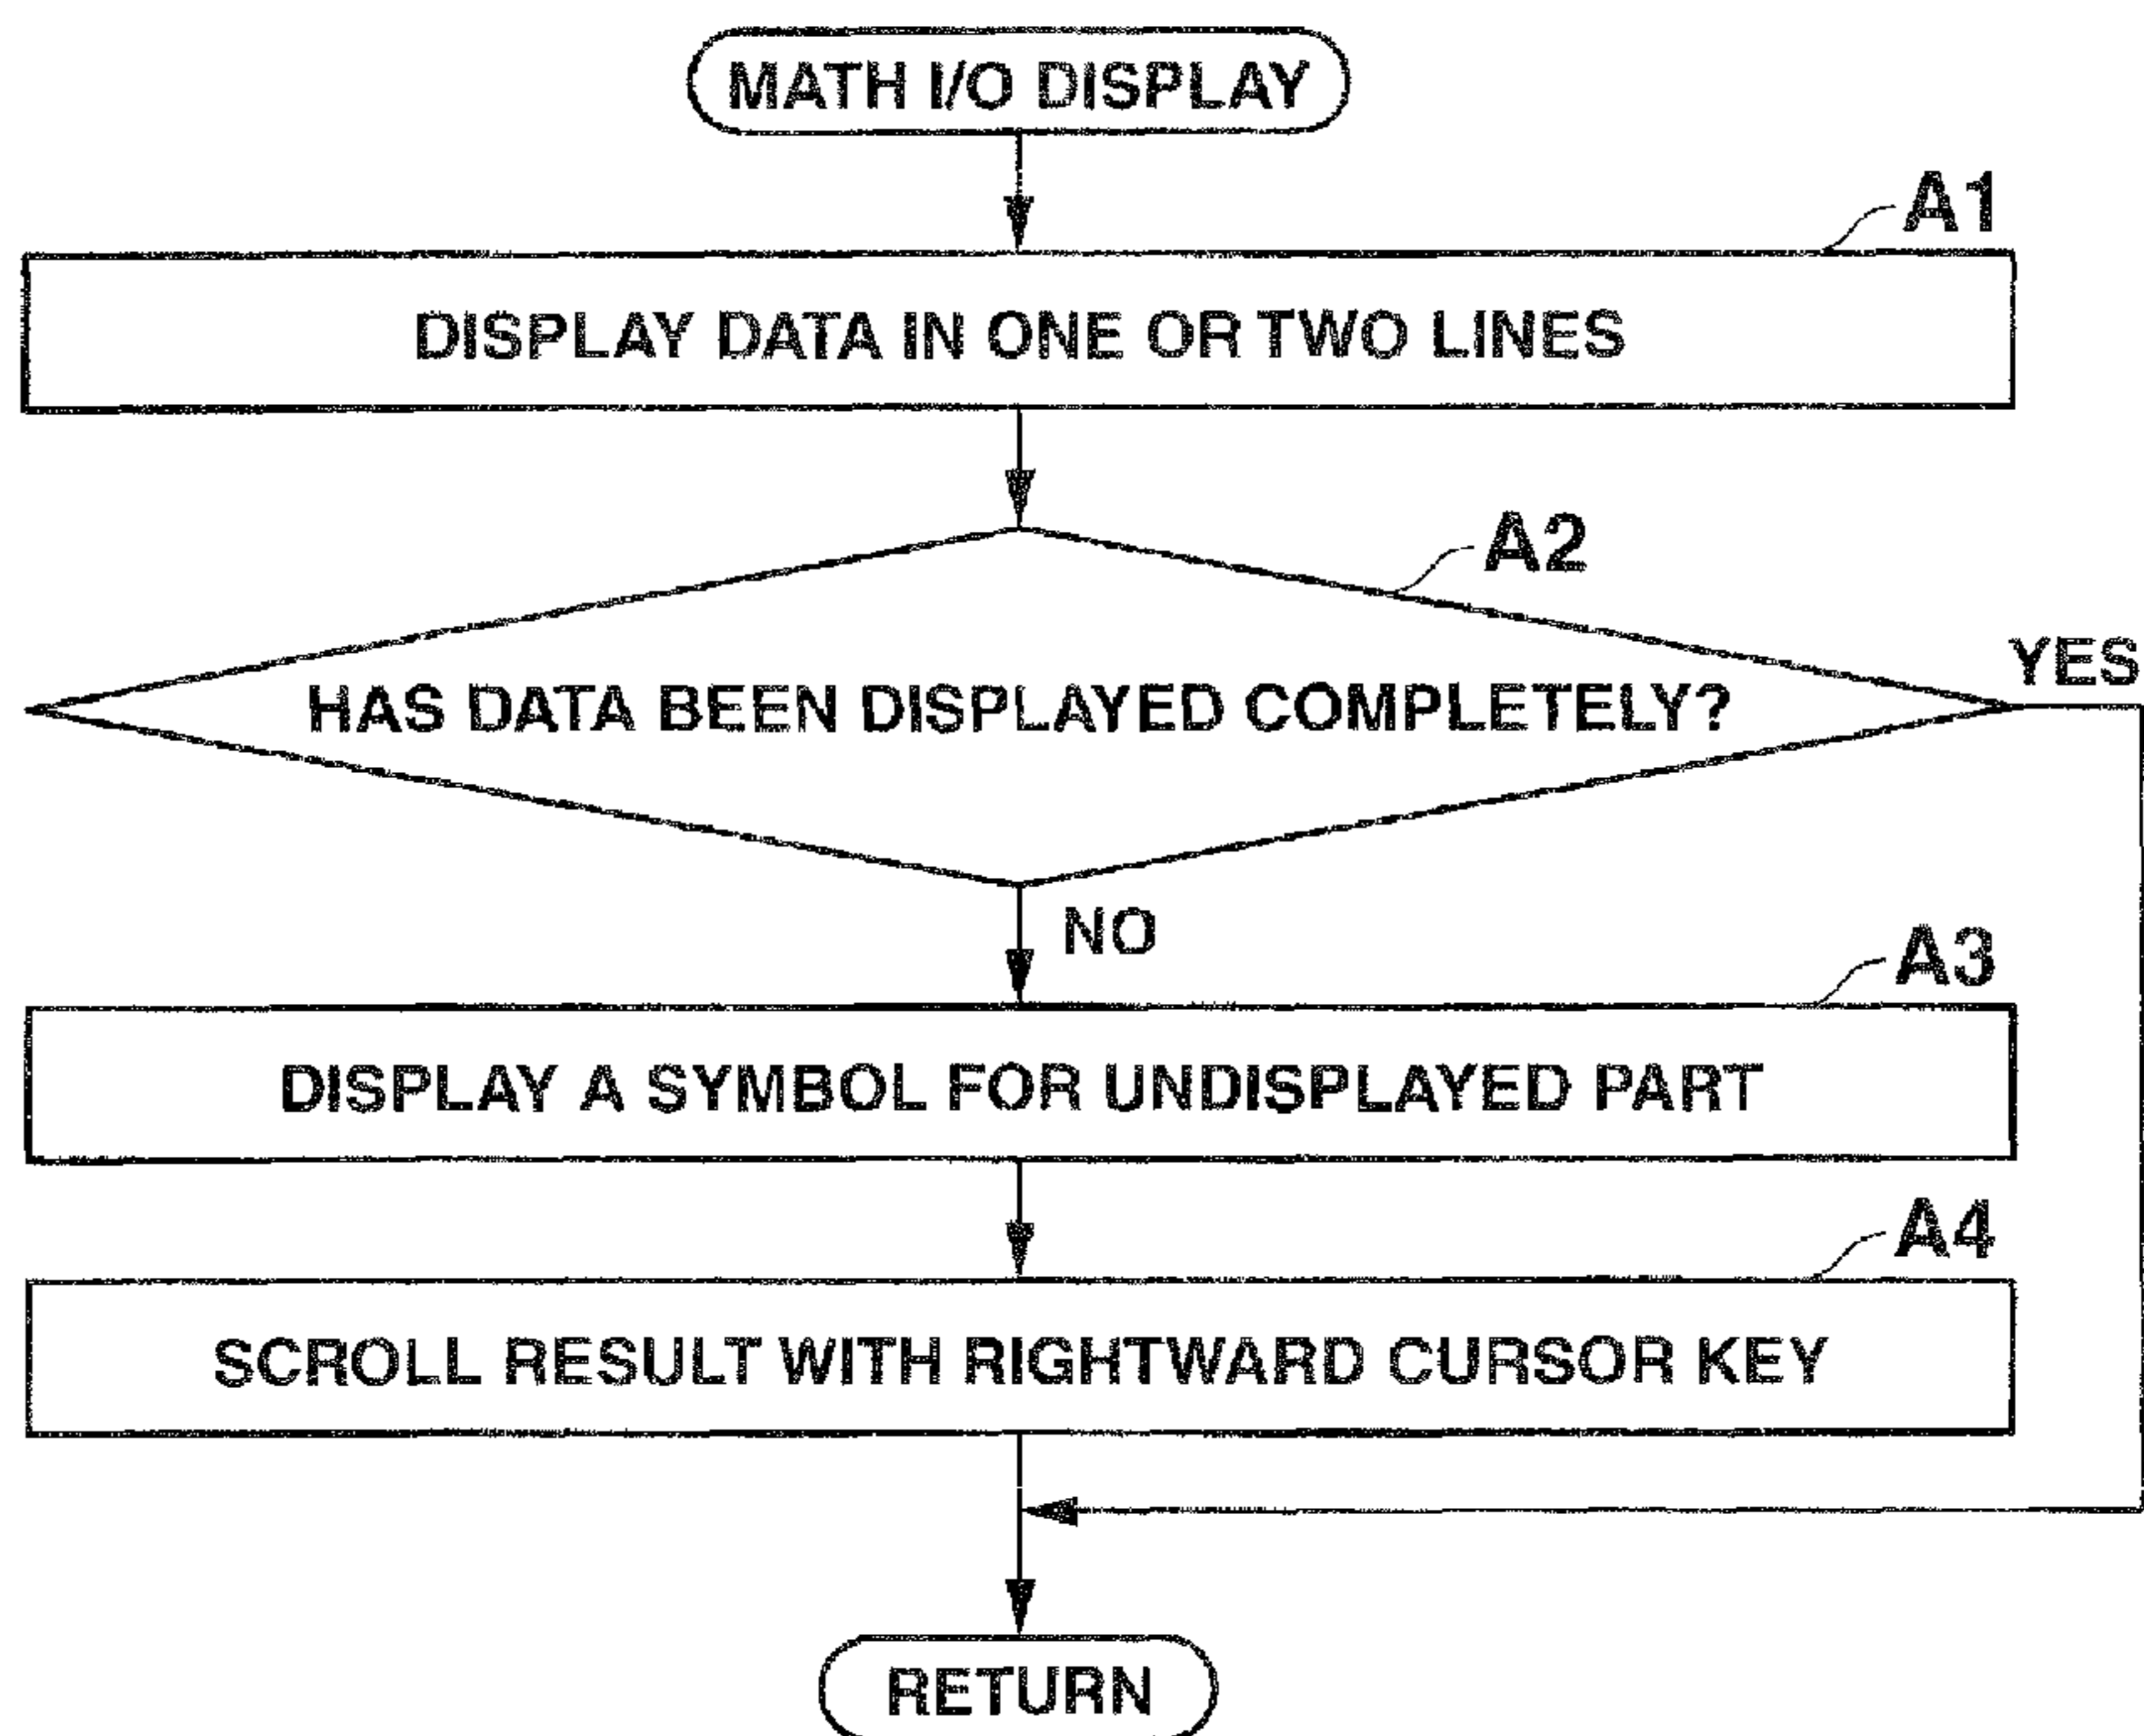 MATH I/O DISPLAY
A1
DISPLAY DATA IN ONE OR TWO LINES
A2
HAS DATA BEEN DISPLAYED COMPLETELY?
YES
NO
A3
DISPLAY A SYMBOL FOR UNDISPLAYED PART
A4
SCROLL RESULT WITH RIGHTWARD CURSOR KEY
RETURN